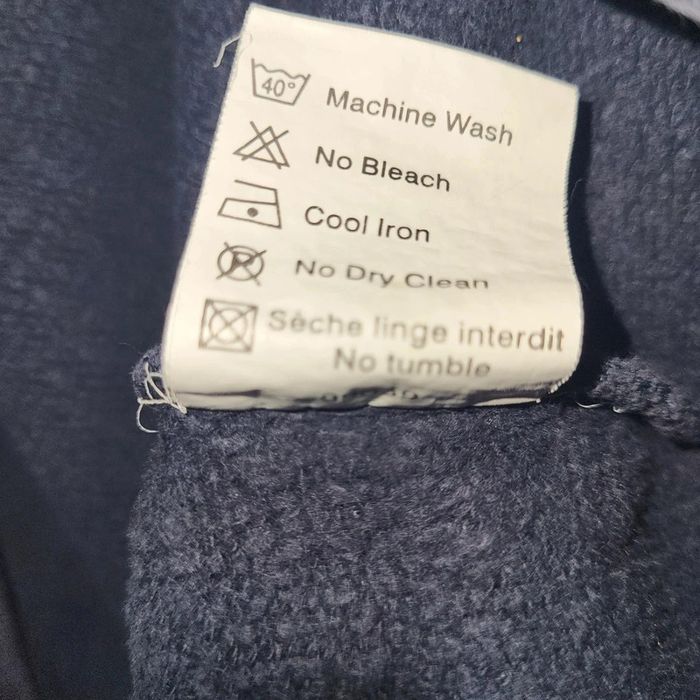 40° Machine Wash
No Bleach
Cool Iron
P No Dry Clean
Sèche linge interdit
No tumble